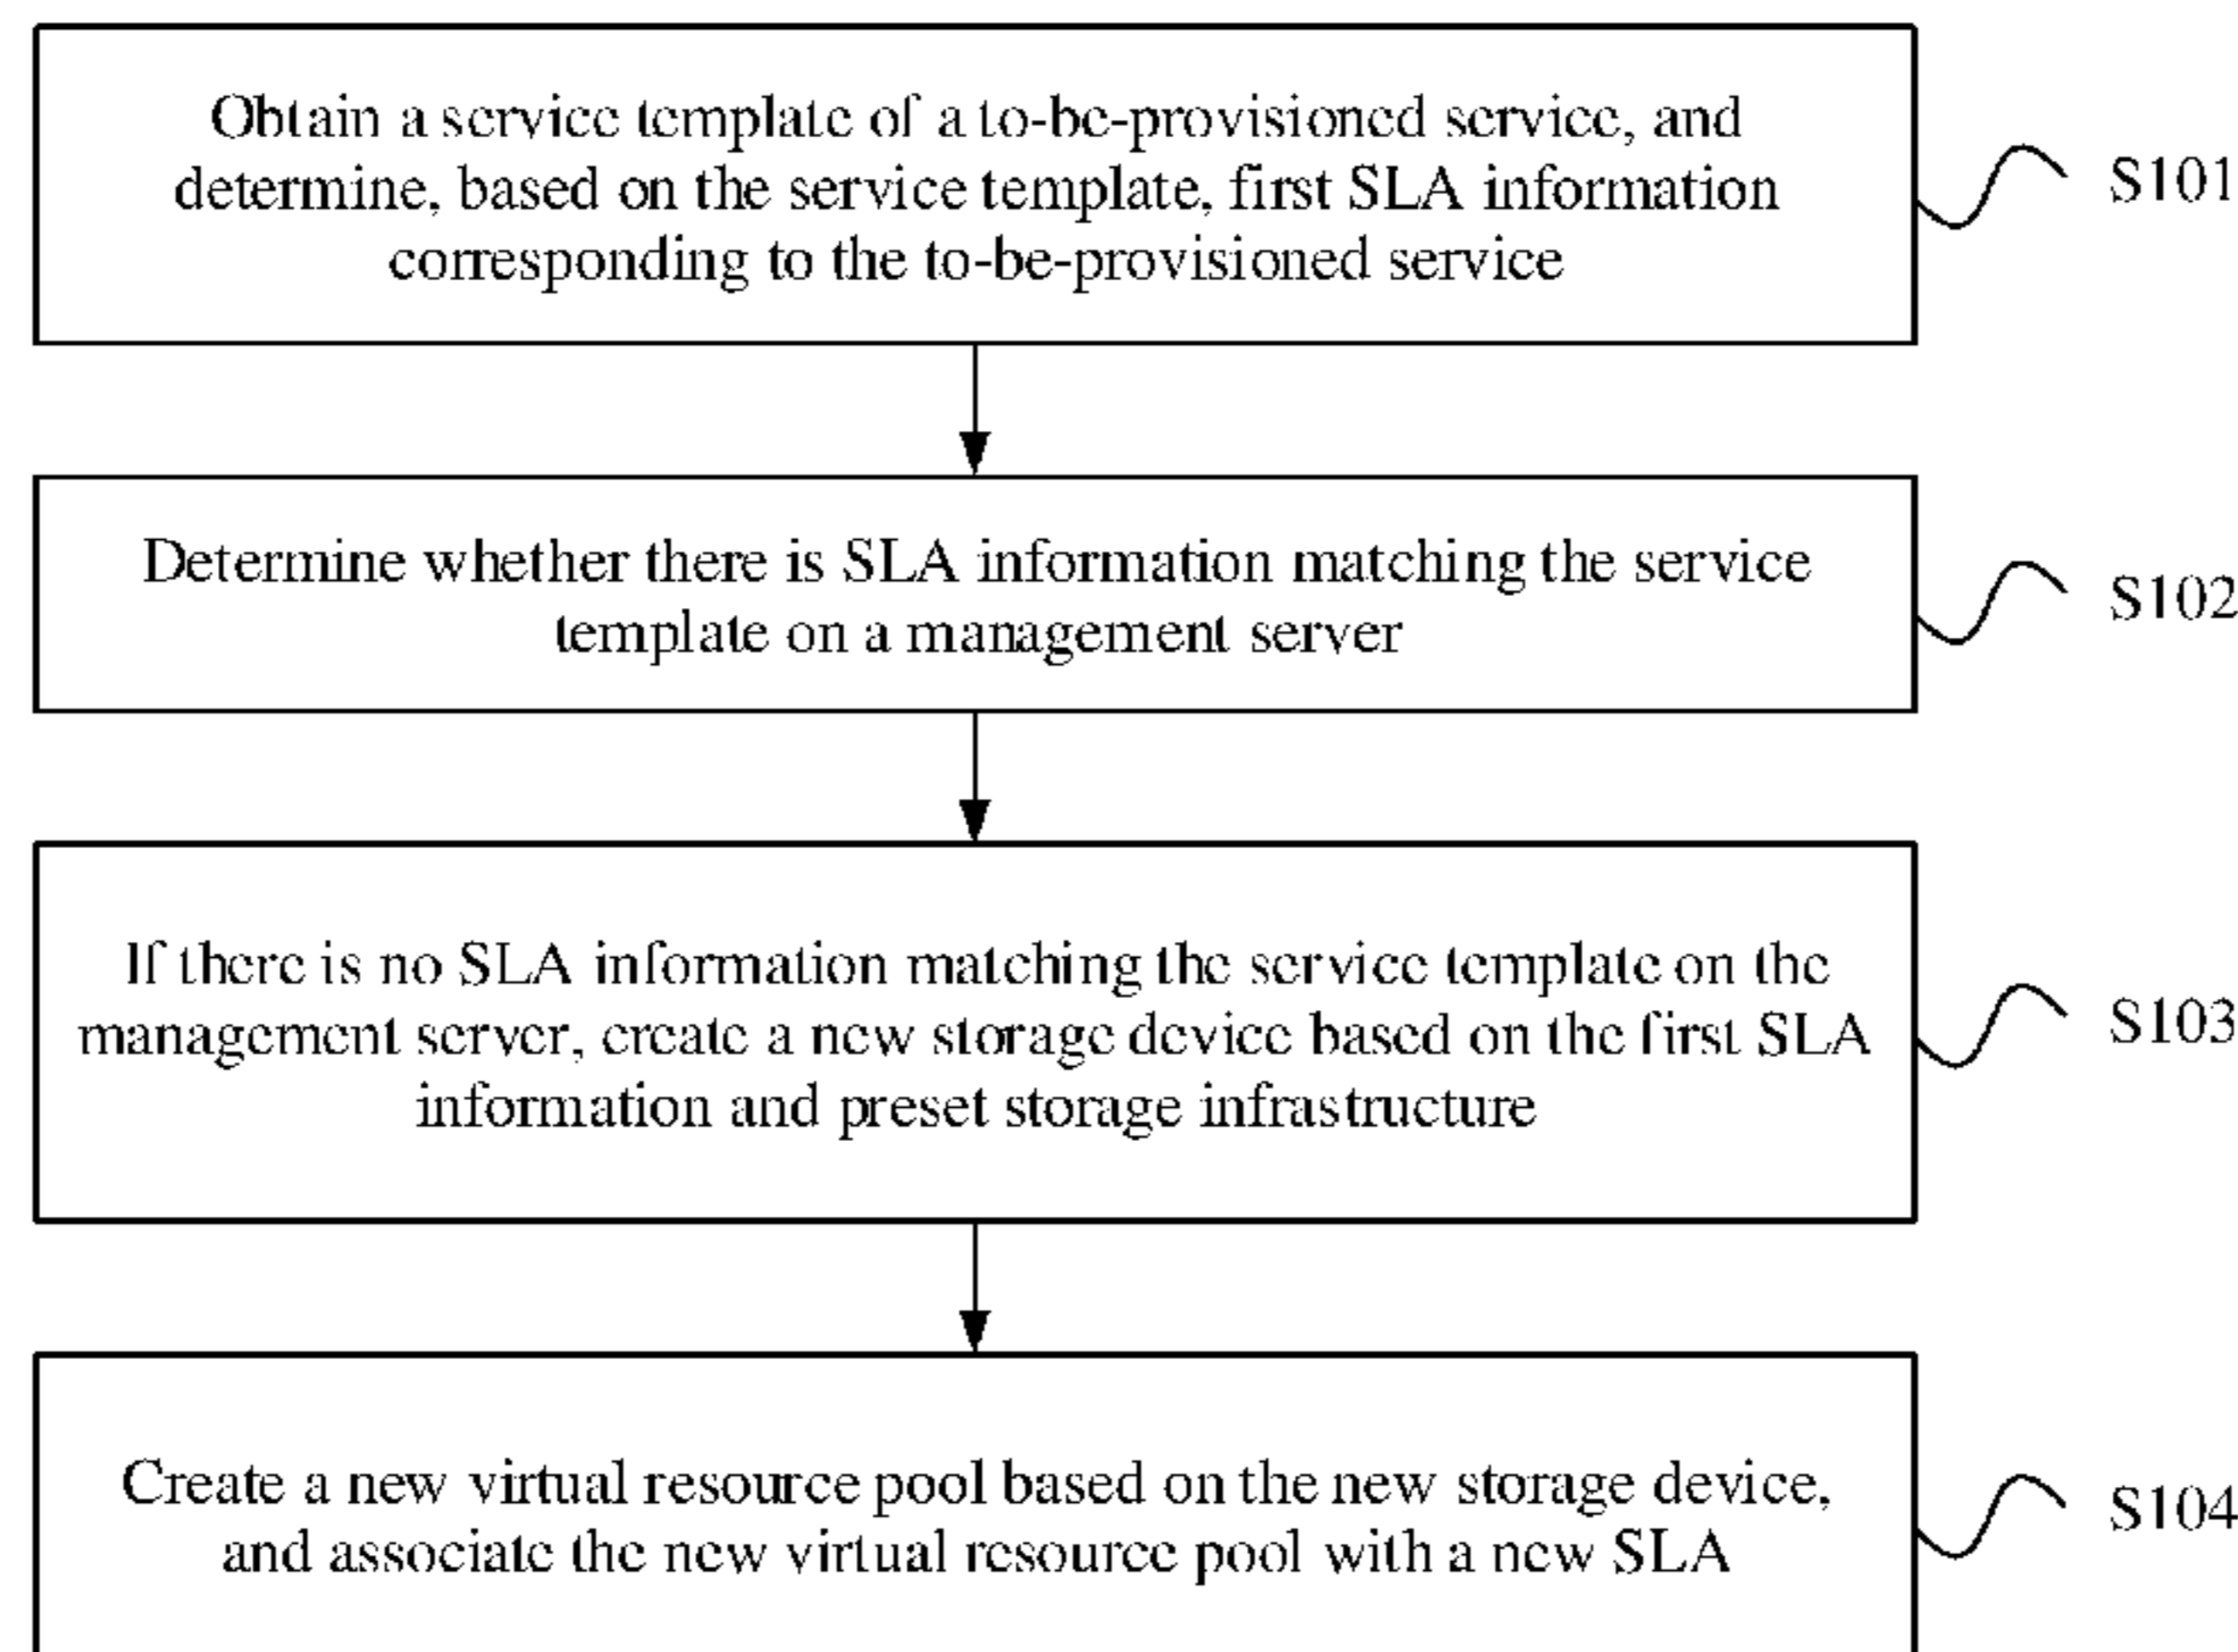 Obtain a service template of a to-be-provisioned service, and
determine, based on the service template, first SLA information
corresponding to the to-be-provisioned service
S101
Determine whether there is SLA information matching the service
template on a management server
S102
If there is no SLA information matching the service template on the
management server, create a new storage device based on the first SLA
information and preset storage infrastructure
S103
Create a new virtual resource pool based on the new storage device,
and associate the new virtual resource pool with a new SLA
S104